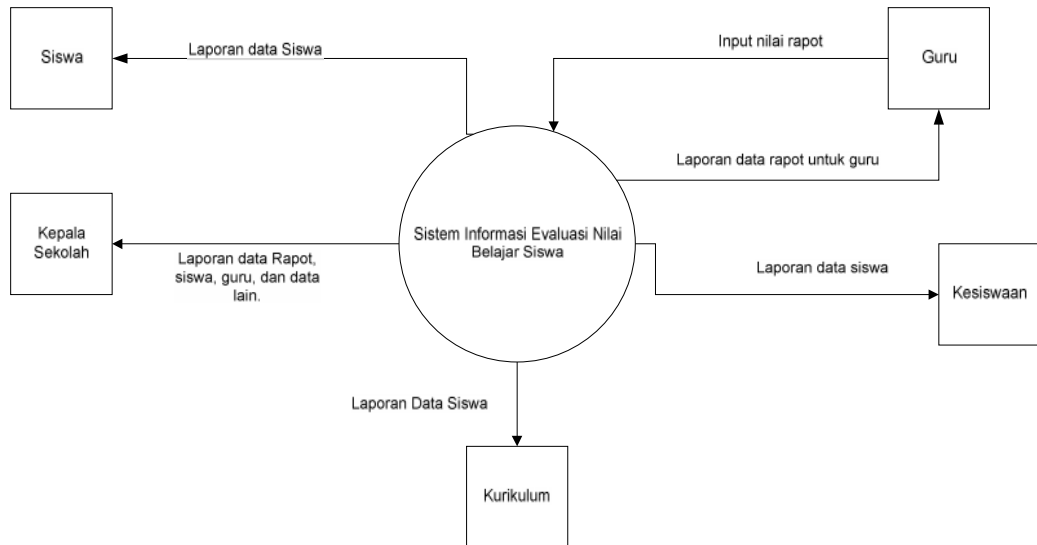 Siswa
Laporan data Siswa
Input nilai rapot
Guru
Laporan data rapot untuk guru
Kepala
Sekolah
Laporan data Rapot,
siswa, guru, dan data
lain.
Sistem Informasi Evaluasi Nilai
Belajar Siswa
Laporan data siswa
Kesiswaan
Laporan Data Siswa
Kurikulum